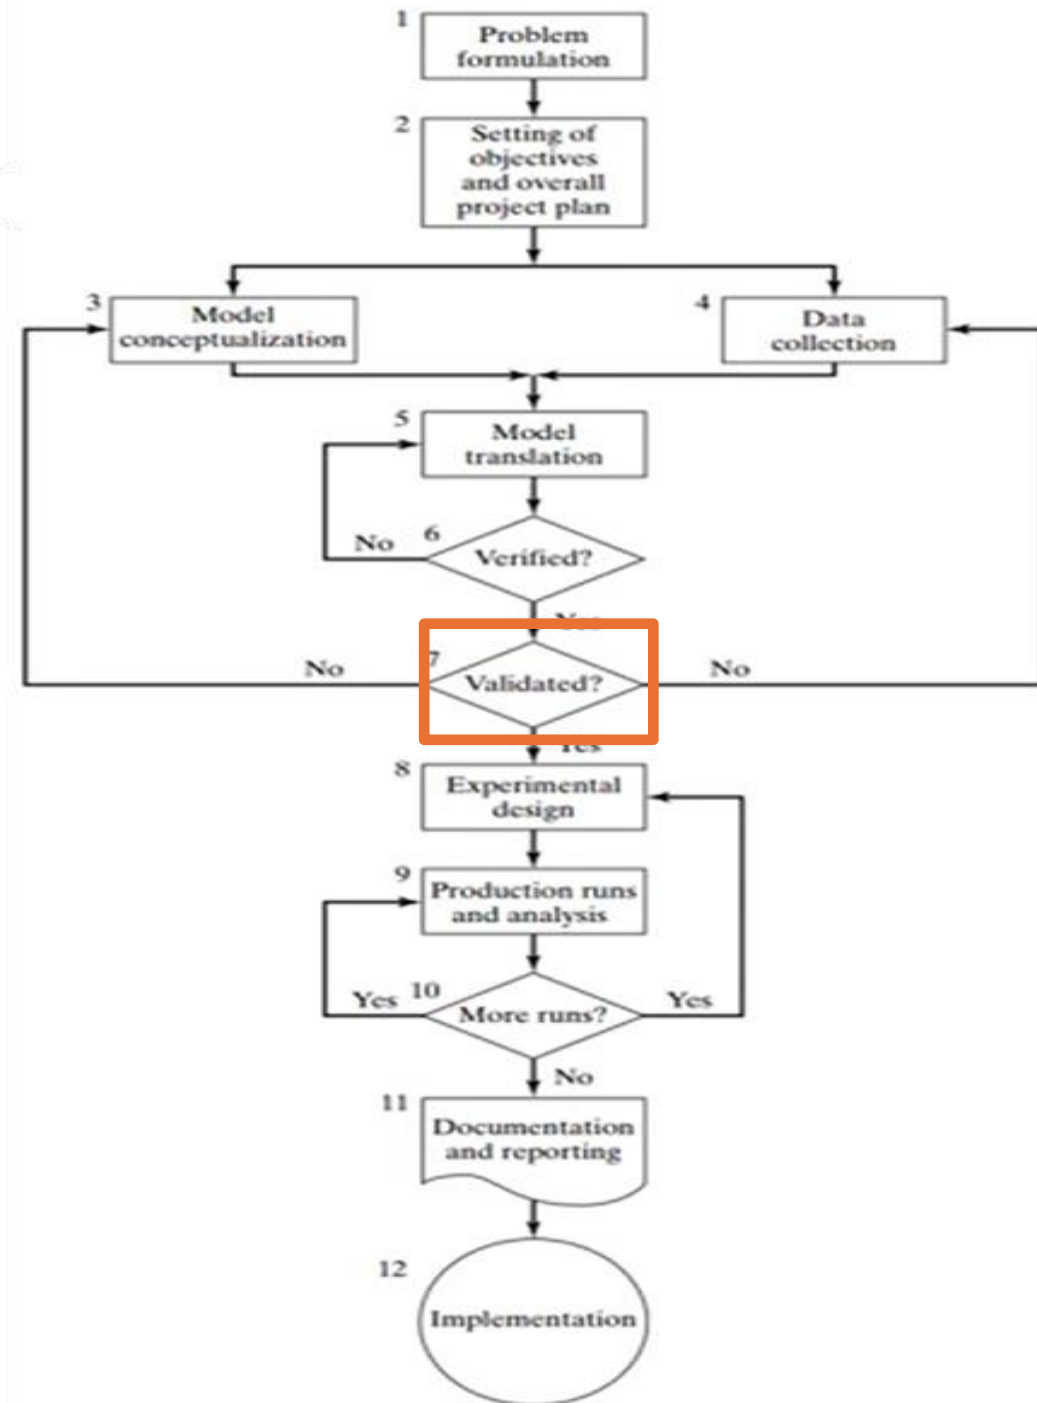 1
Problem
formulation
2
Setting of
objectives
and overall
project plan
3
Model
conceptualization
4
Data
collection
5
Model
translation
6
No
Verified?
Yes
No
7
Validated?
No
Yes
8
Experimental
design
9
Production runs
and analysis
Yes
10
More runs?
Yes
No
11
Documentation
and reporting
12
Implementation